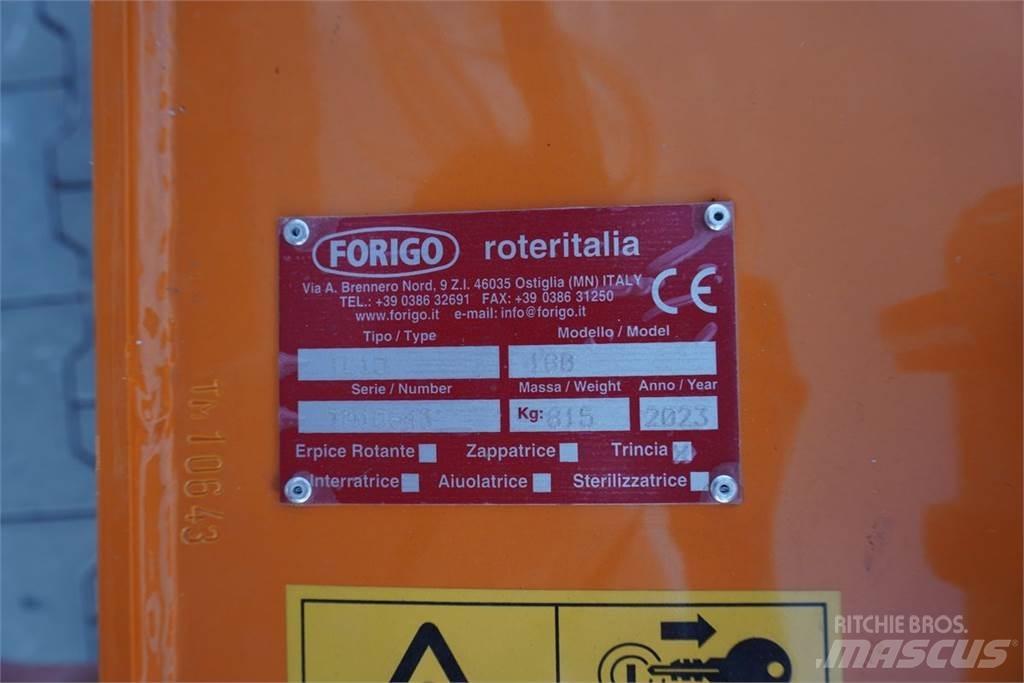 FORIGO roteritalia
Via A. Brennero Nord, 9 Z.I. 46035 Ostiglia (MN) ITALY
TEL.: +39 0386 32691 FAX: +39 0386 31250
www.forigo.it e-mail: info@forigo.it
CE
Tipo / Type Modello / Model
Serie / Number Massa / Weight Anno / Year
TM10643 Kg: 815 2023
Erpice Rotante Zappatrice Trincia
Interratrice Aiuolatrice Sterilizzatrice
TM10643
RITCHIE BROS.
MASCUS